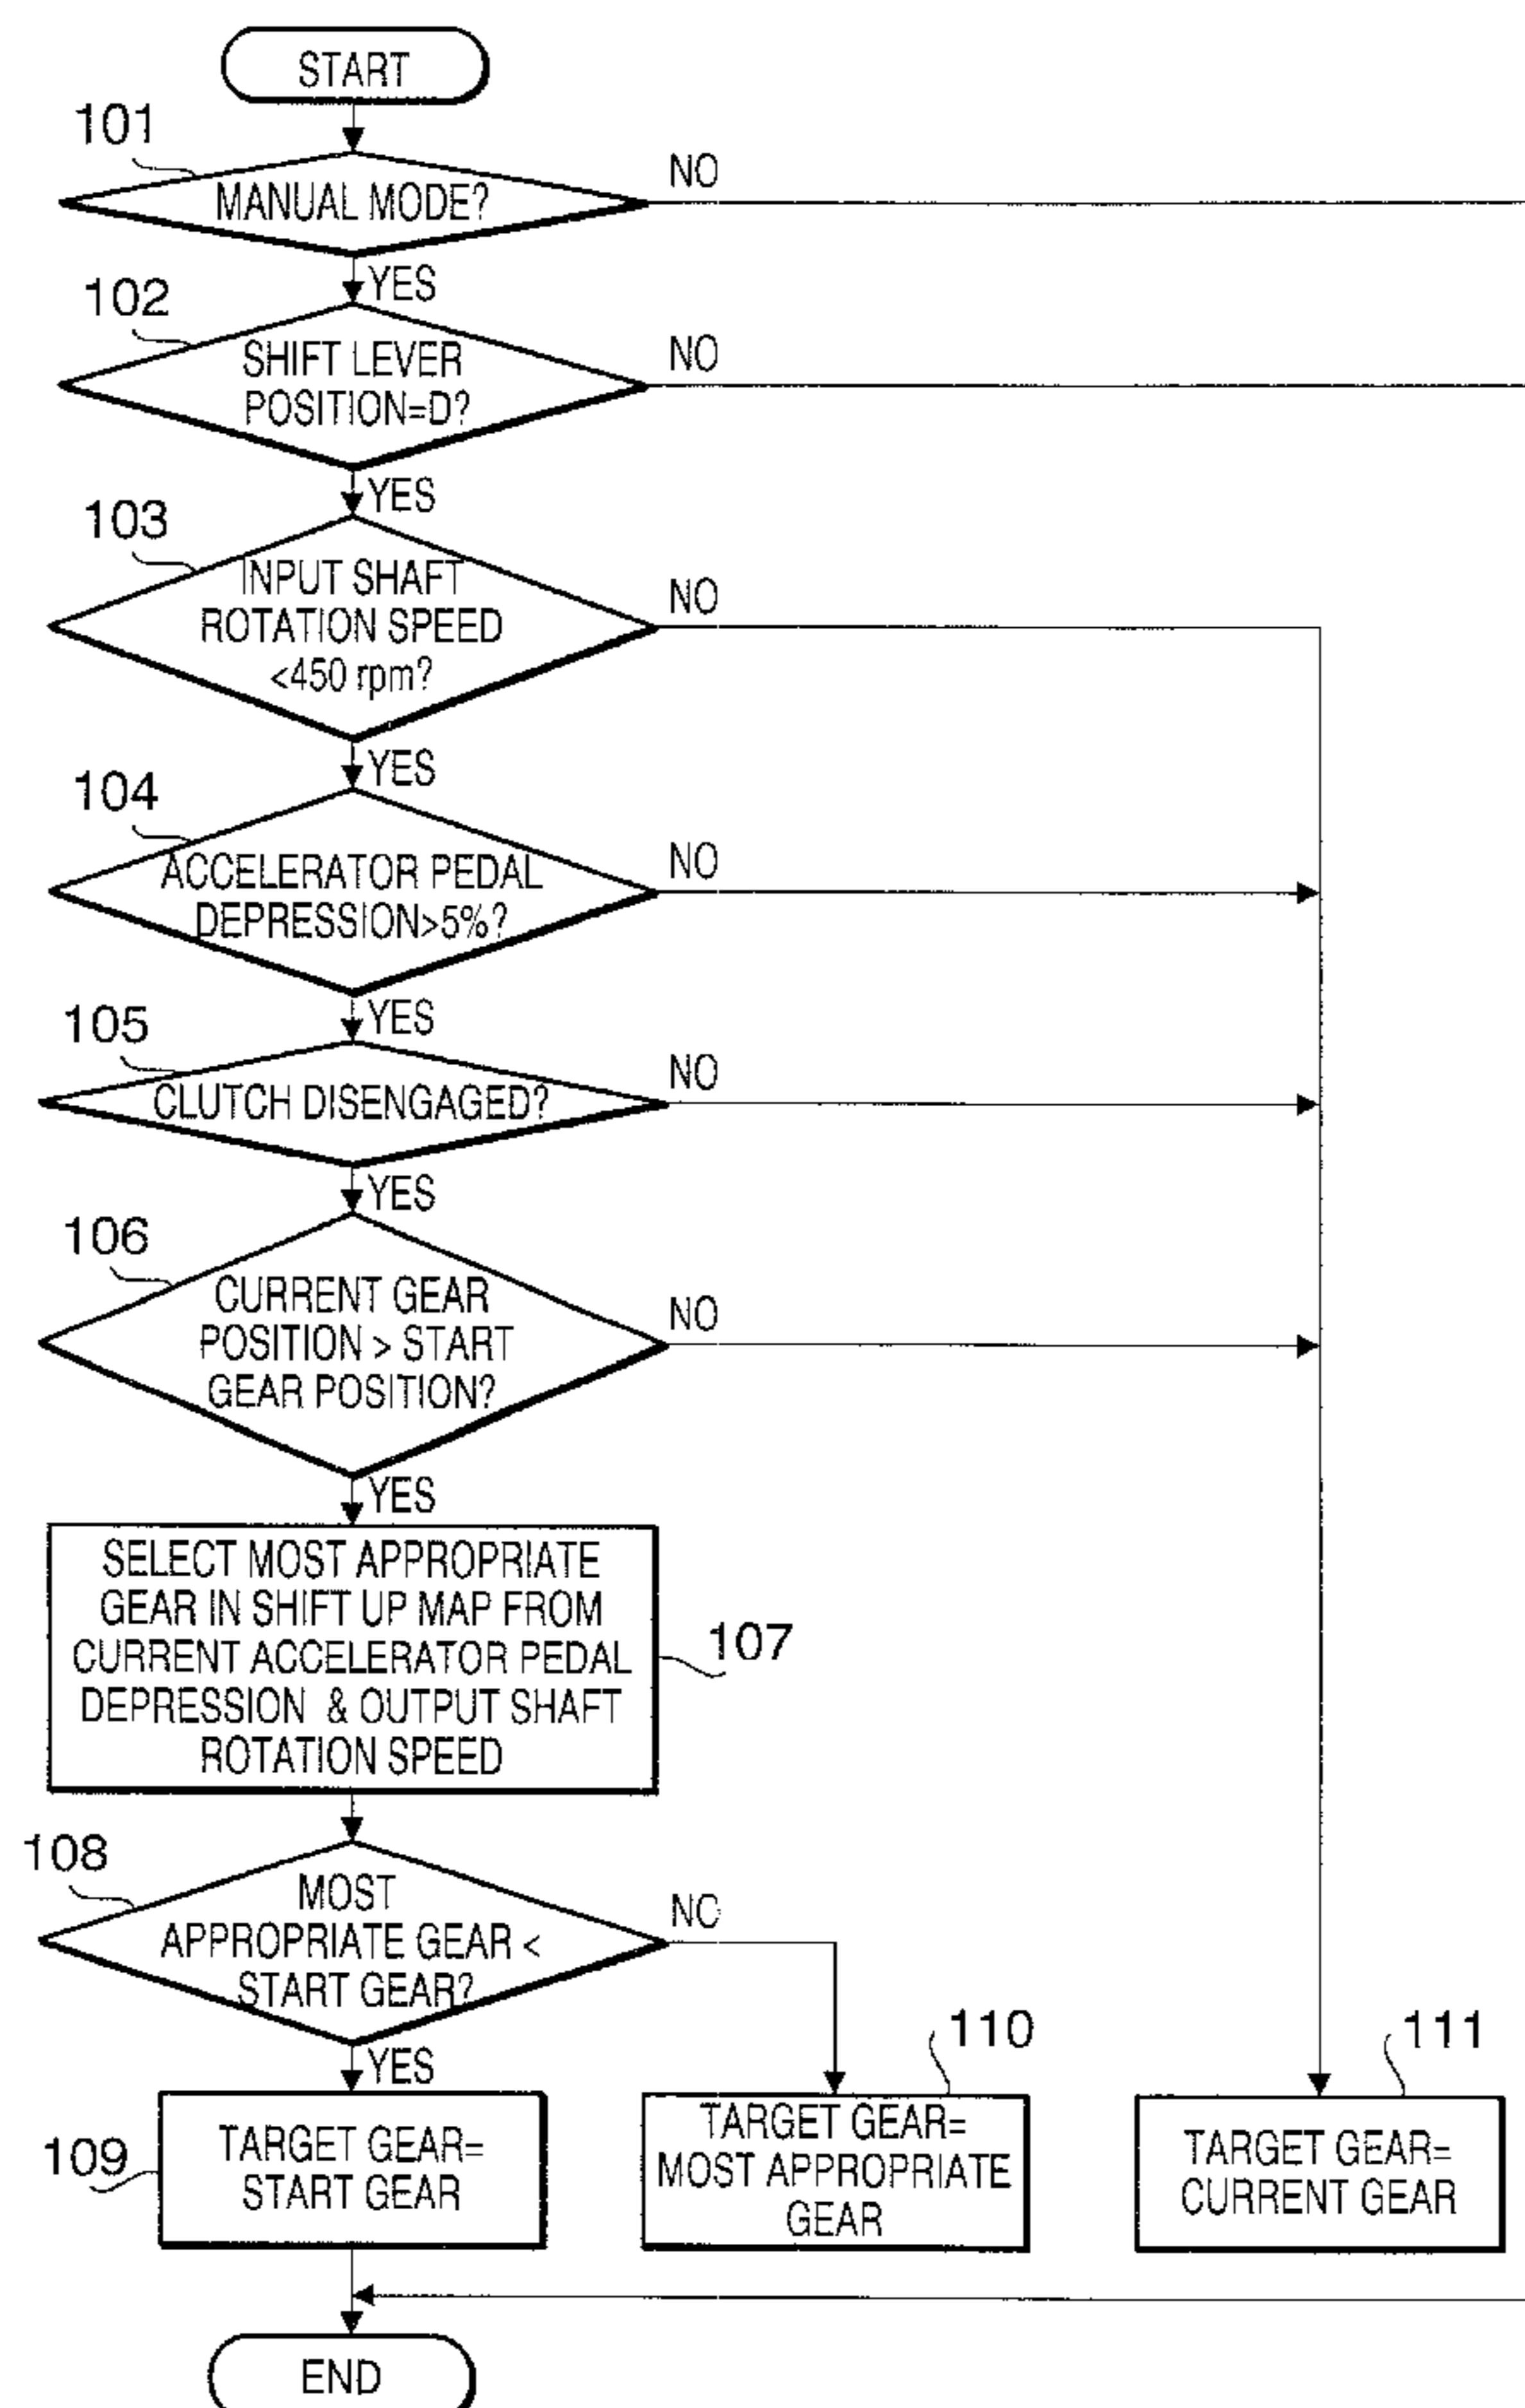 START
101
MANUAL MODE?
NO
YES
102
SHIFT LEVER
POSITION=D?
NO
YES
103
INPUT SHAFT
ROTATION SPEED
<450 rpm?
NO
YES
104
ACCELERATOR PEDAL
DEPRESSION>5%?
NO
YES
105
CLUTCH DISENGAGED?
NO
YES
106
CURRENT GEAR
POSITION > START
GEAR POSITION?
NO
YES
SELECT MOST APPROPRIATE
GEAR IN SHIFT UP MAP FROM
CURRENT ACCELERATOR PEDAL
DEPRESSION & OUTPUT SHAFT
ROTATION SPEED
107
108
MOST
APPROPRIATE GEAR <
START GEAR?
NO
YES
109
TARGET GEAR=
START GEAR
110
TARGET GEAR=
MOST APPROPRIATE
GEAR
111
TARGET GEAR=
CURRENT GEAR
END